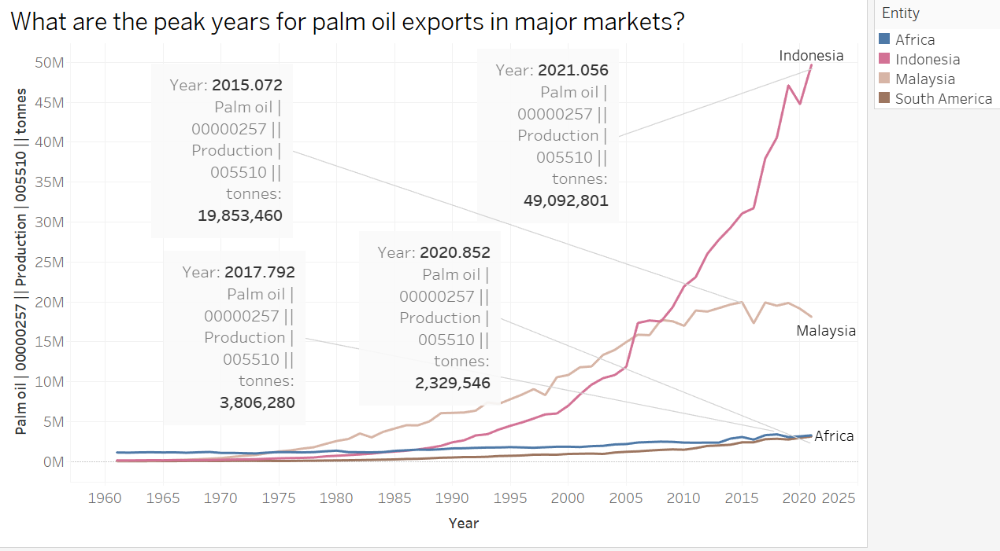 What are the peak years for palm oil exports in major markets?
Entity
Africa
Indonesia
Malaysia
South America
Palm oil | 00000257 || Production | 005510 || tonnes
50M
45M
40M
35M
30M
25M
20M
15M
10M
5M
0M
Year: 2015.072
Palm oil |
00000257 ||
Production |
005510 ||
tonnes:
19,853,460
Year: 2021.056
Palm oil |
00000257 ||
Production |
005510 ||
tonnes:
49,092,801
Year: 2017.792
Palm oil |
00000257 ||
Production |
005510 ||
tonnes:
3,806,280
Year: 2020.852
Palm oil |
00000257 ||
Production |
005510 ||
tonnes:
2,329,546
Indonesia
Malaysia
Africa
1960 1965 1970 1975 1980 1985 1990 1995 2000 2005 2010 2015 2020 2025
Year